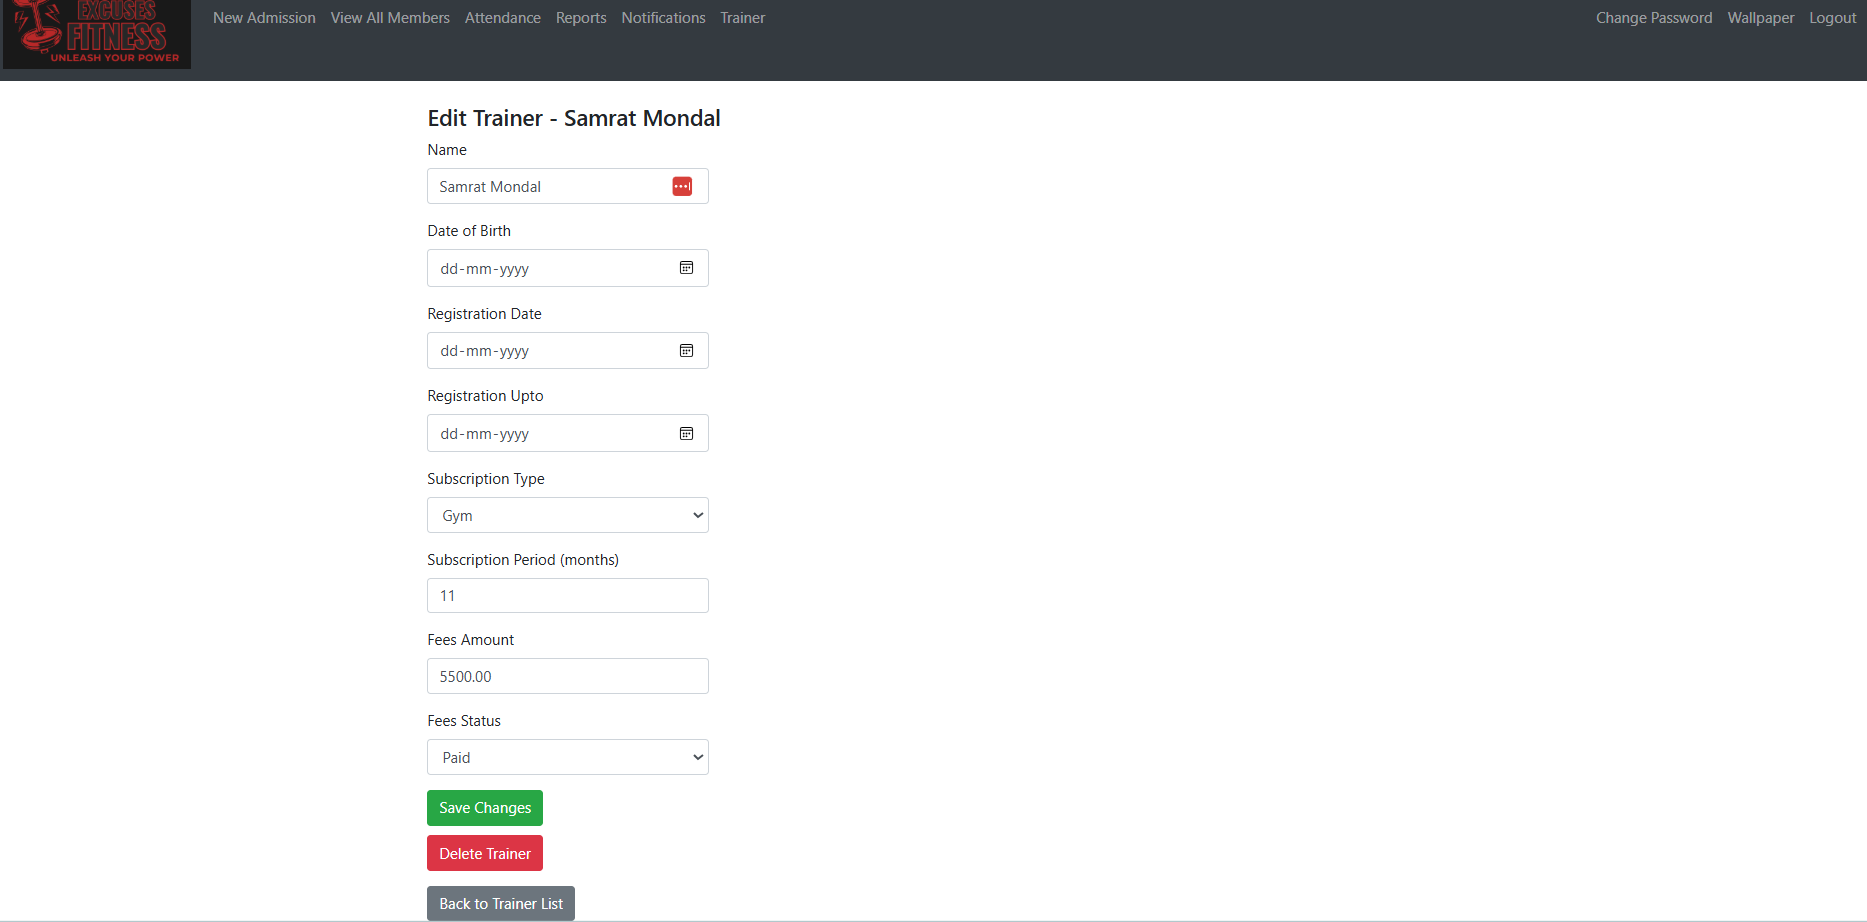 EXCUSES
FITNESS
UNLEASH YOUR POWER
New Admission View All Members Attendance Reports Notifications Trainer Change Password Wallpaper Logout
Edit Trainer - Samrat Mondal
Name
Samrat Mondal
Date of Birth
dd-mm-yyyy
Registration Date
dd-mm-yyyy
Registration Upto
dd-mm-yyyy
Subscription Type
Gym
Subscription Period (months)
11
Fees Amount
5500.00
Fees Status
Paid
Save Changes
Delete Trainer
Back to Trainer List